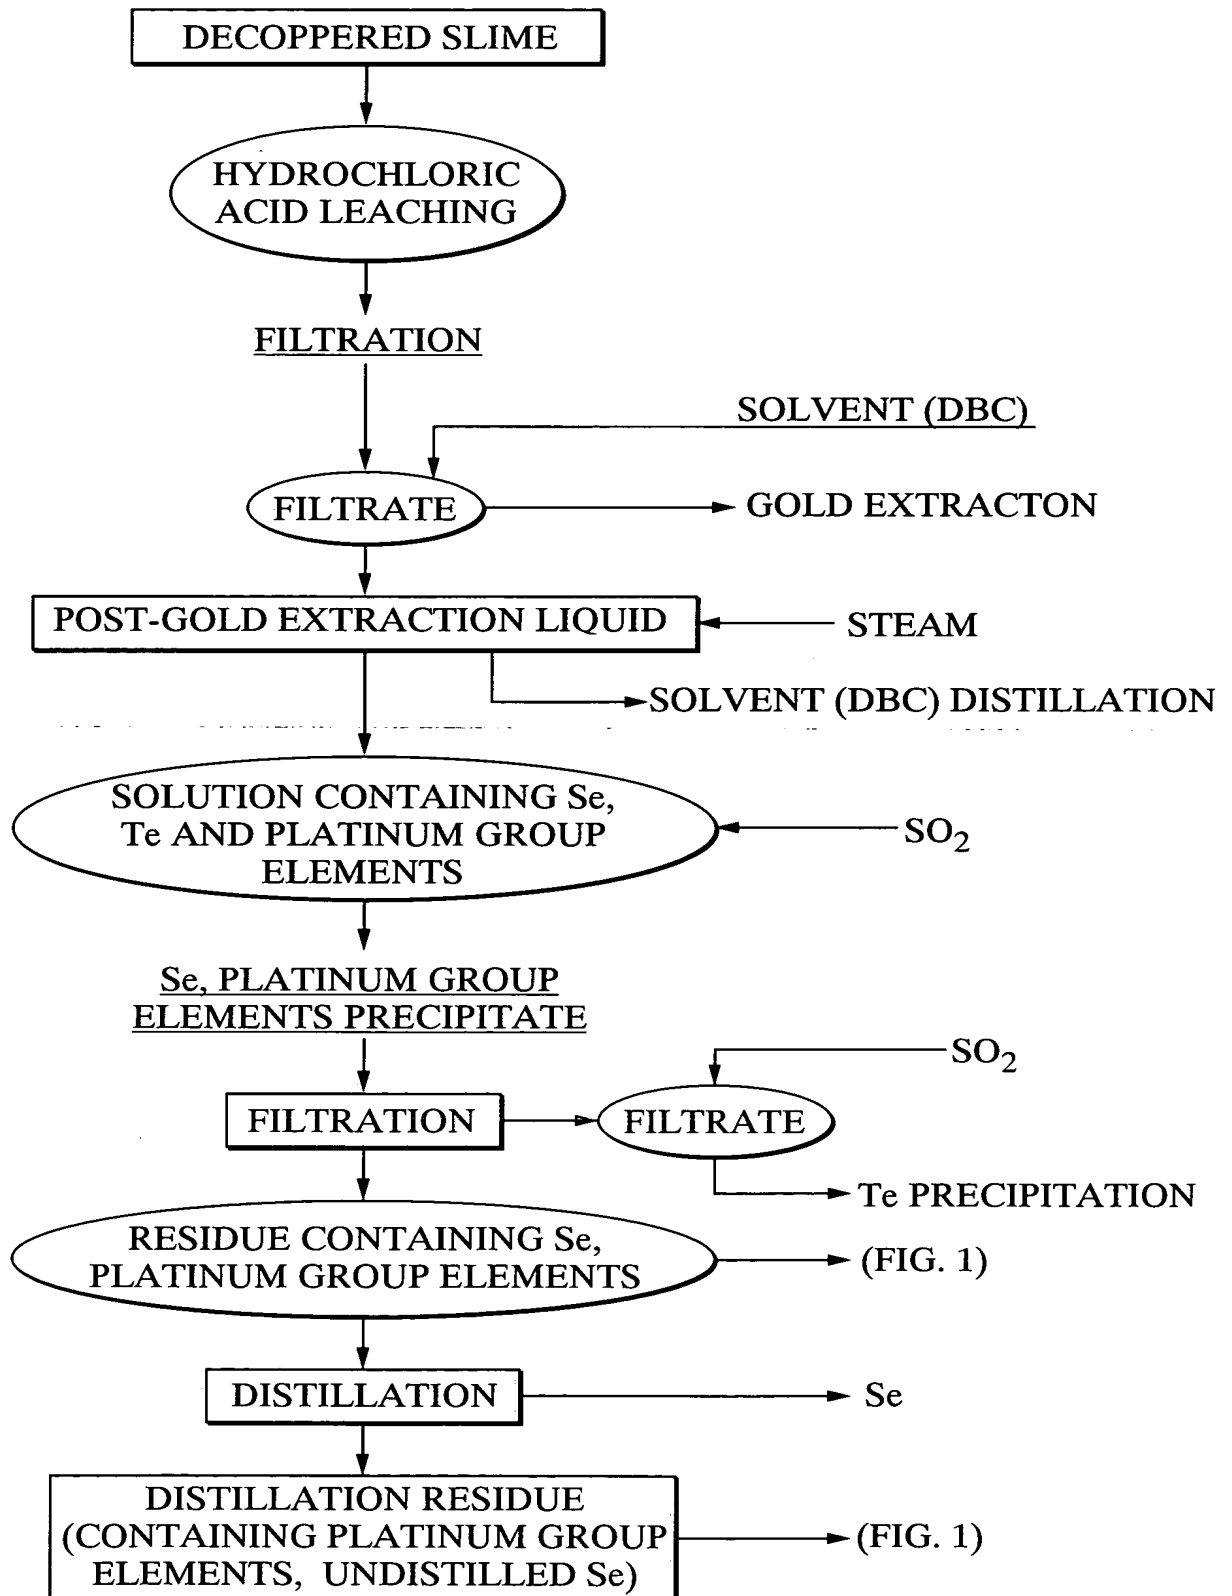 DECOPPERED SLIME
HYDROCHLORIC
ACID LEACHING
FILTRATION
SOLVENT (DBC)
FILTRATE
GOLD EXTRACTON
POST-GOLD EXTRACTION LIQUID
STEAM
SOLVENT (DBC) DISTILLATION
SOLUTION CONTAINING Se,
Te AND PLATINUM GROUP
ELEMENTS
SO2
Se, PLATINUM GROUP
ELEMENTS PRECIPITATE
SO2
FILTRATION
FILTRATE
Te PRECIPITATION
RESIDUE CONTAINING Se,
PLATINUM GROUP ELEMENTS
(FIG. 1)
DISTILLATION
Se
DISTILLATION RESIDUE
(CONTAINING PLATINUM GROUP
ELEMENTS, UNDISTILLED Se)
(FIG. 1)